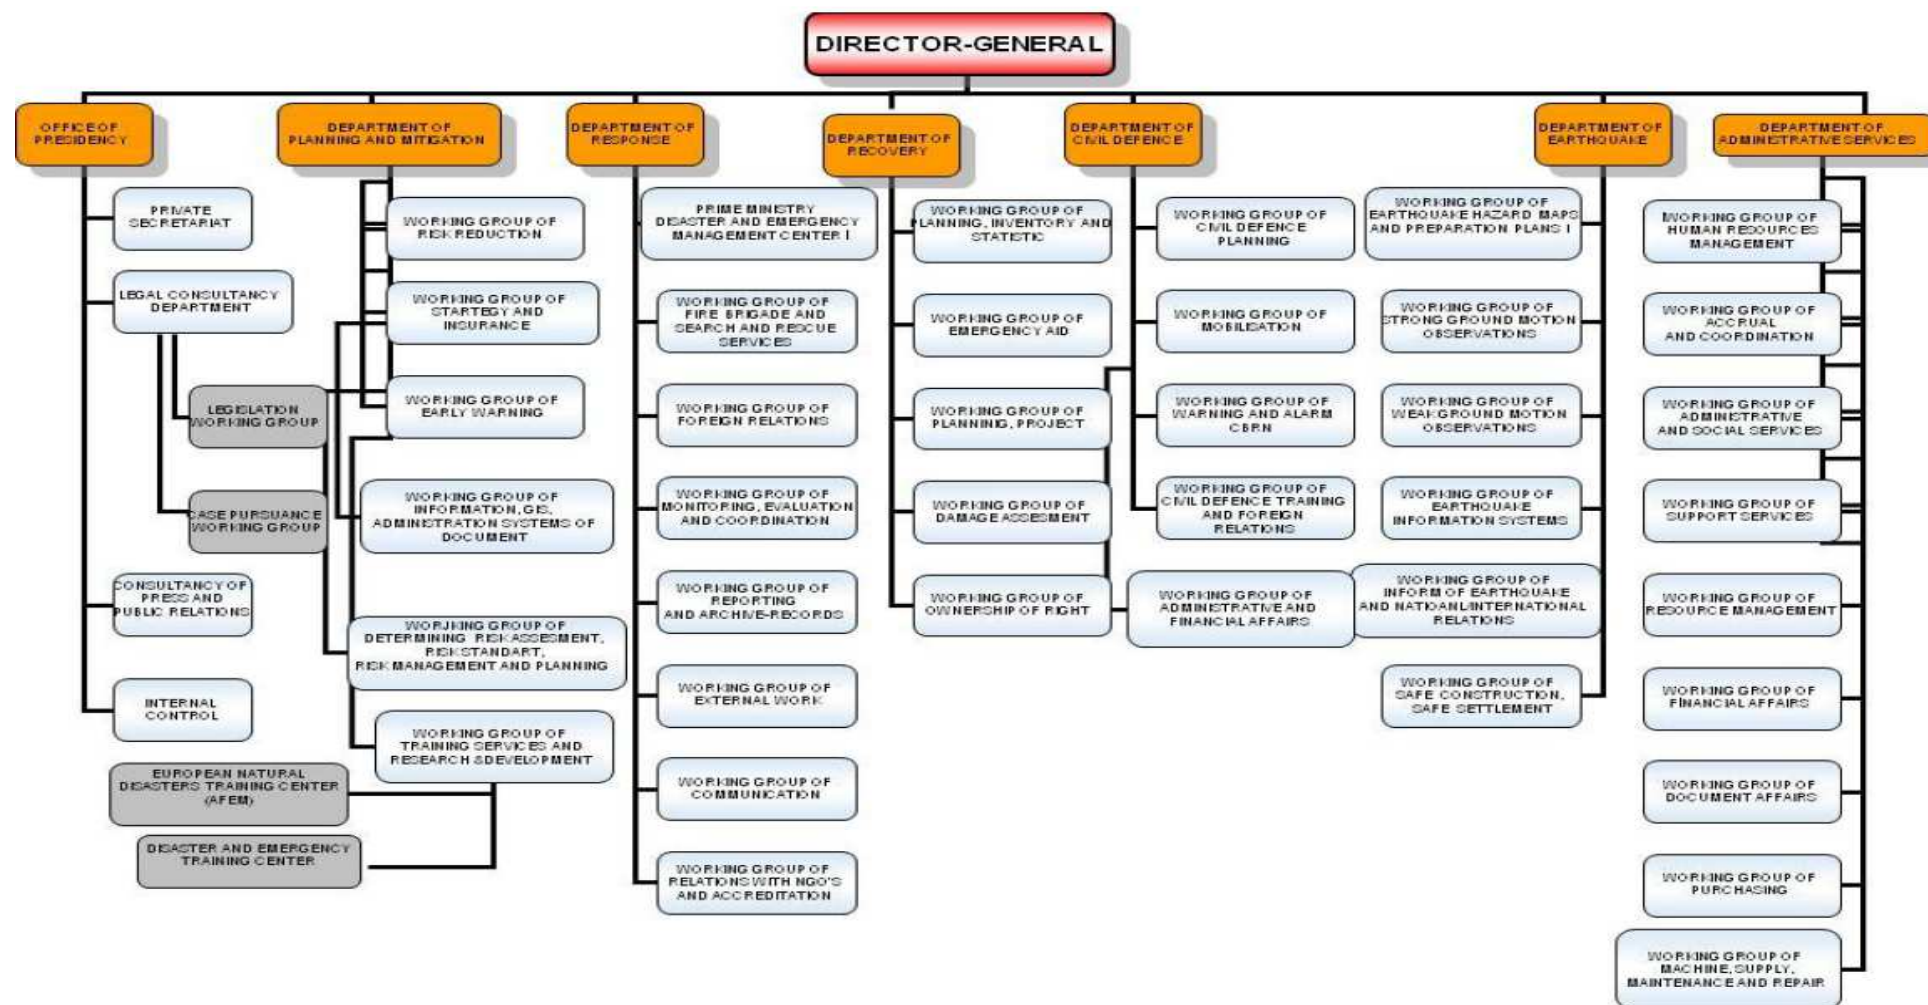 DIRECTOR-GENERAL
OFFICE OF
PRESIDENCY
DEPARTMENT OF
PLANNING AND MITIGATION
DEPARTMENT OF
RESPONSE
DEPARTMENT OF
RECOVERY
DEPARTMENT OF
CIVIL DEFENCE
DEPARTMENT OF
EARTHQUAKE
DEPARTMENT OF
ADMINISTRATIVE SERVICES
PRIVATE
SECRETARIAT
LEGAL CONSULTANCY
DEPARTMENT
LEGISLATION
WORKING GROUP
CASE PURSUANCE
WORKING GROUP
CONSULTANCY OF
PRESS AND
PUBLIC RELATIONS
INTERNAL
CONTROL
WORKING GROUP OF
RISK REDUCTION
WORKING GROUP OF
STARTEGY AND
INSURANCE
WORKING GROUP OF
EARLY WARNING
WORKING GROUP OF
INFORMATION, GIS,
ADMINISTRATION SYSTEMS OF
DOCUMENT
WORJKING GROUP OF
DETERMINING RISK ASSESMENT,
RISK STANDART,
RISK MANAGEMENT AND PLANNING
WORKING GROUP OF
TRAINING SERVICES AND
RESEARCH &DEVELOPMENT
EUROPEAN NATURAL
DISASTERS TRAINING CENTER
(AFEM)
DISASTER AND EMERGENCY
TRAINING CENTER
PRIME MINISTRY
DISASTER AND EMERGENCY
MANAGEMENT CENTER I
WORKING GROUP OF
FIRE BRIGADE AND
SEARCH AND RESCUE
SERVICES
WORKING GROUP OF
FOREIGN RELATIONS
WORKING GROUP OF
MONITORING, EVALUATION
AND COORDINATION
WORKING GROUP OF
REPORTING
AND ARCHIVE-RECORDS
WORKING GROUP OF
EXTERNAL WORK
WORKING GROUP OF
COMMUNICATION
WORKING GROUP OF
RELATIONS WITH NGO'S
AND ACCREDITATION
WORKING GROUP OF
PLANNING, INVENTORY AND
STATISTIC
WORKING GROUP OF
EMERGENCY AID
WORKING GROUP OF
PLANNING, PROJECT
WORKING GROUP OF
DAMAGE ASSESMENT
WORKING GROUP OF
OWNERSHIP OF RIGHT
WORKING GROUP OF
CIVIL DEFENCE
PLANNING
WORKING GROUP OF
MOBILISATION
WORKING GROUP OF
WARNING AND ALARM
CBRN
WORKING GROUP OF
CIVIL DEFENCE TRAINING
AND FOREIGN
RELATIONS
WORKING GROUP OF
ADMINISTRATIVE AND
FINANCIAL AFFAIRS
WORKING GROUP OF
EARTHQUAKE HAZARD MAPS
AND PREPARATION PLANS I
WORKING GROUP OF
STRONG GROUND MOTION
OBSERVATIONS
WORKING GROUP OF
WEAKGROUND MOTION
OBSERVATIONS
WORKING GROUP OF
EARTHQUAKE
INFORMATION SYSTEMS
WORKING GROUP OF
INFORM OF EARTHQUAKE
AND NATIOANL/INTERNATIONAL
RELATIONS
WORKING GROUP OF
SAFE CONSTRUCTION,
SAFE SETTLEMENT
WORKING GROUP OF
HUMAN RESOURCES
MANAGEMENT
WORKING GROUP OF
ACCRUAL
AND COORDINATION
WORKING GROUP OF
ADMINISTRATIVE
AND SOCIAL SERVICES
WORKING GROUP OF
SUPPORT SERVICES
WORKING GROUP OF
RESOURCE MANAGEMENT
WORKING GROUP OF
FINANCIAL AFFAIRS
WORKING GROUP OF
DOCUMENT AFFAIRS
WORKING GROUP OF
PURCHASING
WORKING GROUP OF
MACHINE, SUPPLY,
MAINTENANCE AND REPAIR